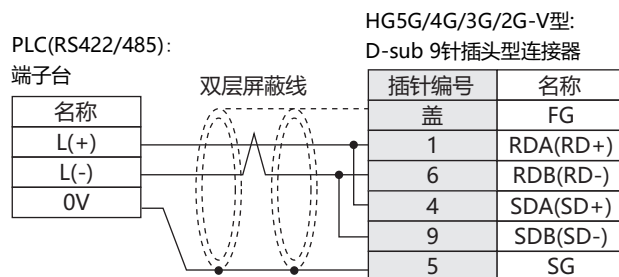 HG5G/4G/3G/2G-V型:
PLC(RS422/485):
D-sub 9针插头型连接器
端子台
双层屏蔽线
插针编号 名称
名称
盖 FG
L(+)
1 RDA(RD+)
L(-)
6 RDB(RD-)
0V
4 SDA(SD+)
9 SDB(SD-)
5 SG